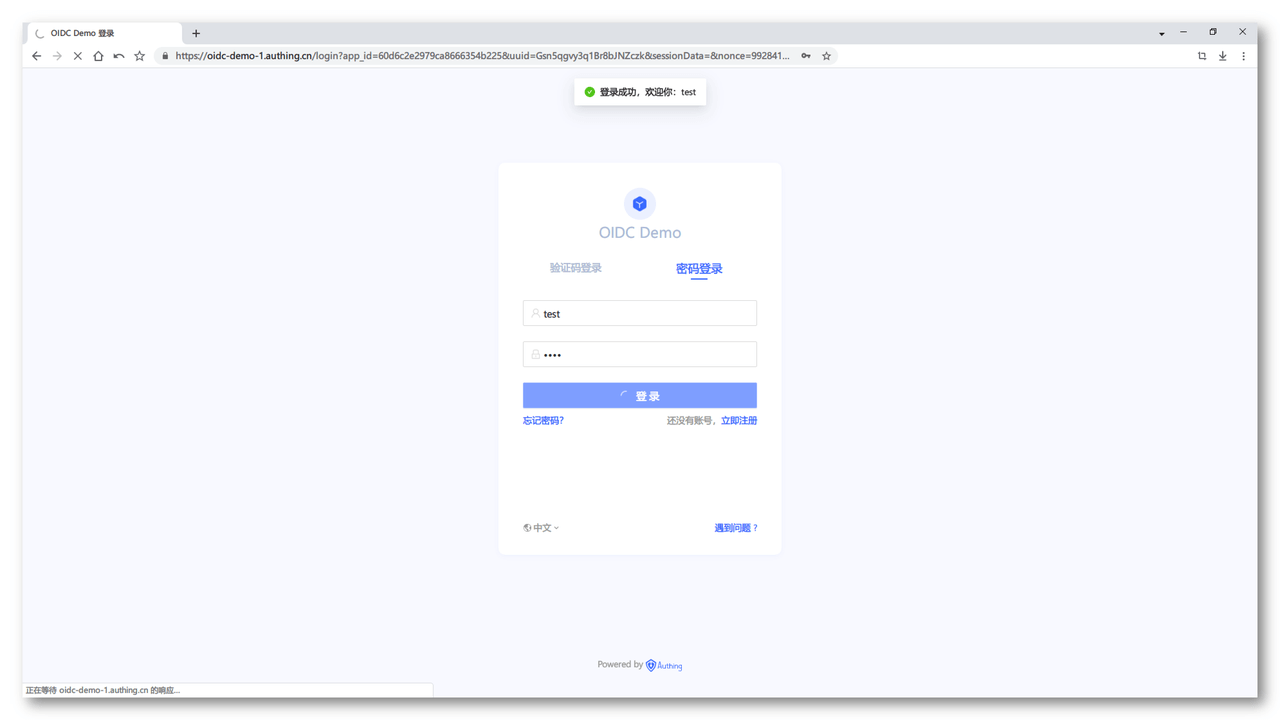 OIDC Demo 登录
https://oidc-demo-1.authing.cn/login?app_id=60d6c2e2979ca8666354b225&uuid=Gsn5qgvy3q1Br8bJNZczk&sessionData=&nonce=992841...
登录成功，欢迎你：test
OIDC Demo
验证码登录 密码登录
test
••••
登 录
忘记密码? 还没有账号，立即注册
中文 遇到问题 ?
Powered by Authing
正在等待 oidc-demo-1.authing.cn 的响应...